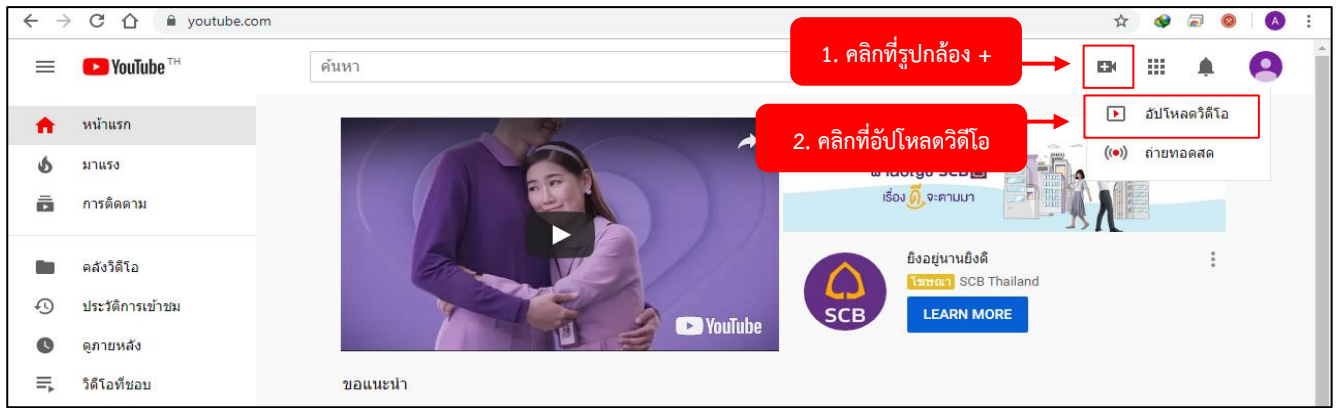 youtube.com
YouTube TH
ค้นหา
1. คลิกที่รูปกล้อง +
A
หน้าแรก
มาแรง
การติดตาม
คลังวิดีโอ
ประวัติการเข้าชม
ดูภายหลัง
วิดีโอที่ชอบ
2. คลิกที่อัปโหลดวิดีโอ
อัปโหลดวิดีโอ
ถ่ายทอดสด
เรื่อง ดี จะตามมา
YouTube
SCB
ยิ่งอยู่นานยิ่งดี
โฆษณา SCB Thailand
LEARN MORE
ขอแนะนำ